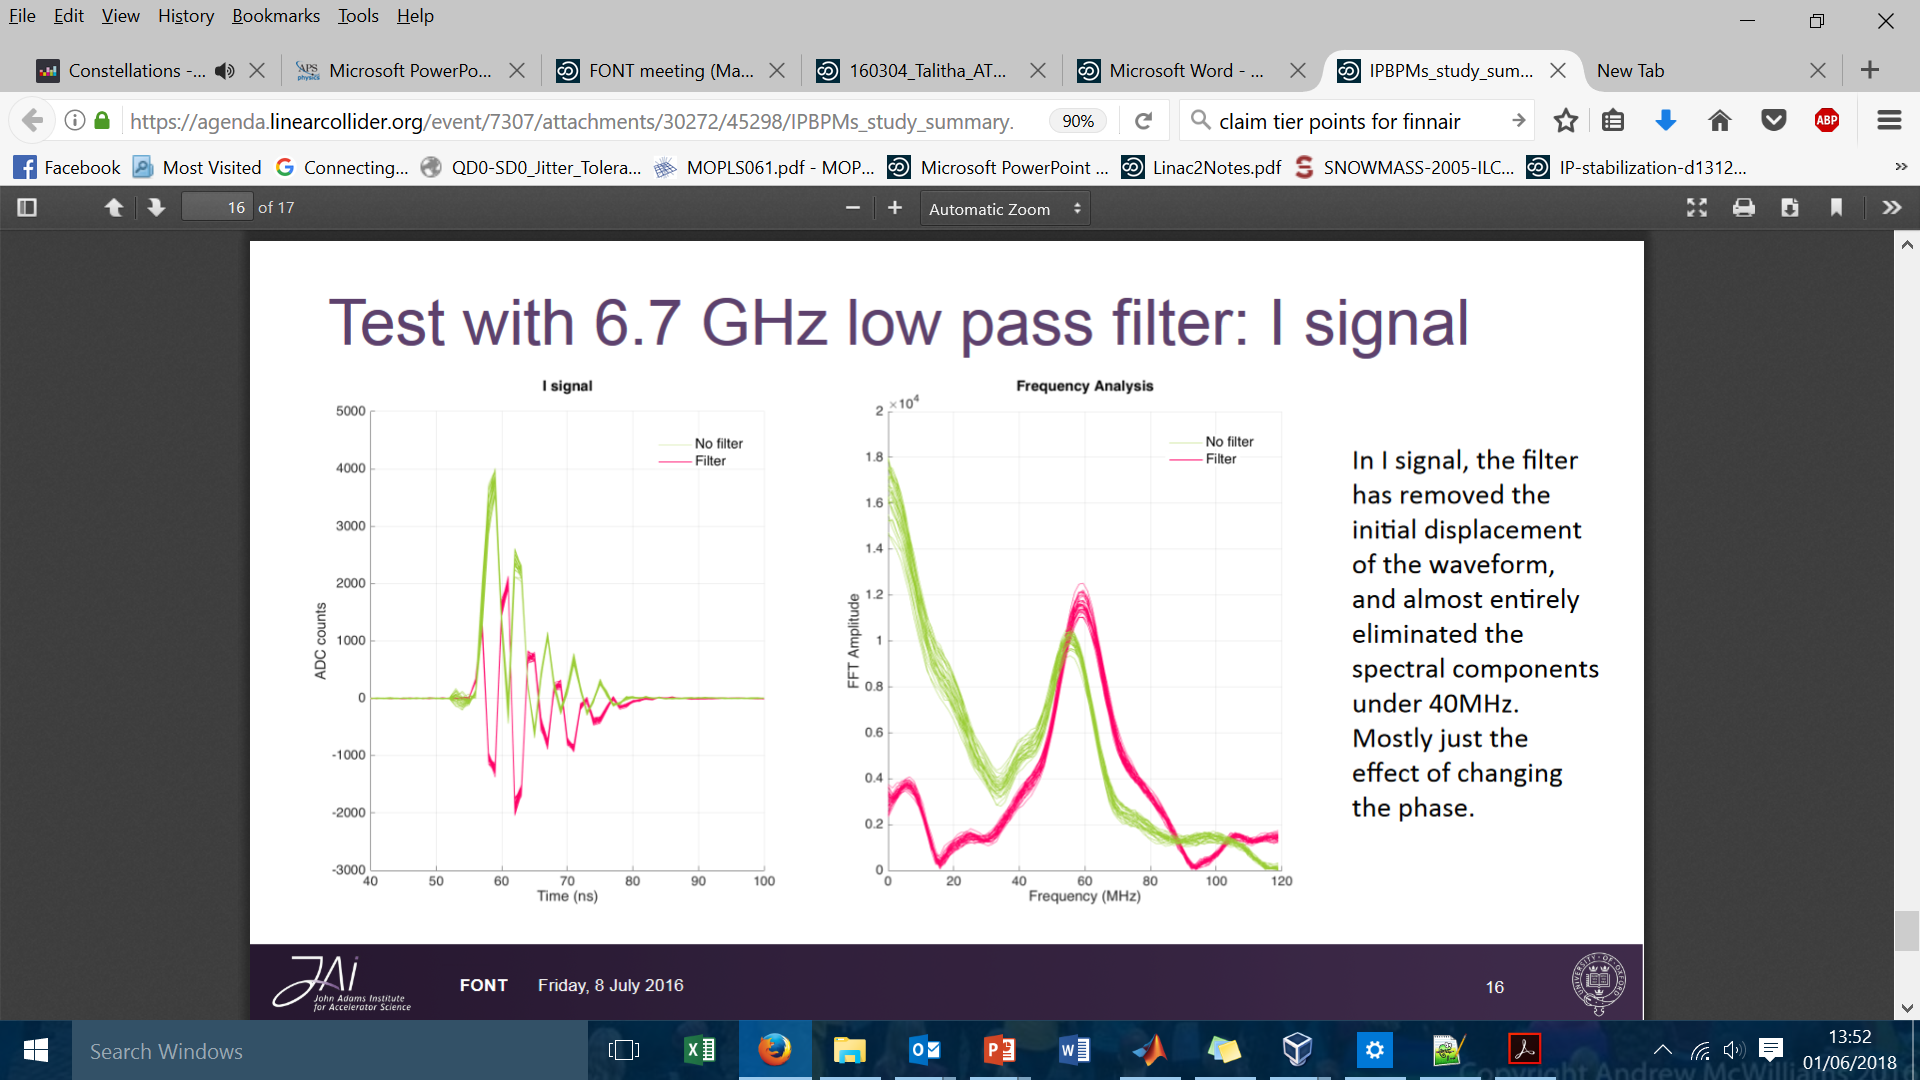 File Edit View History Bookmarks Tools Help
Constellations -...
Microsoft PowerPo...
FONT meeting (Ma...
160304_Talitha_AT...
Microsoft Word - ...
IPBPMs_study_sum...
New Tab
https://agenda.linearcollider.org/event/7307/attachments/30272/45298/IPBPMs_study_summary.
90%
claim tier points for finnair
ABP
Facebook
Most Visited
Connecting...
QD0-SD0_Jitter_Tolera...
MOPLS061.pdf - MOP...
Microsoft PowerPoint ...
Linac2Notes.pdf
SNOWMASS-2005-ILC...
IP-stabilization-d1312...
16 of 17
Automatic Zoom
Test with 6.7 GHz low pass filter: I signal
I signal
5000
4000
3000
2000
1000
0
-1000
-2000
-3000
ADC counts
No filter
Filter
40 50 60 70 80 90 100
Time (ns)
Frequency Analysis
×10⁴
2
1.8
1.6
1.4
1.2
1
0.8
0.6
0.4
0.2
0
FFT Amplitude
No filter
Filter
0 20 40 60 80 100 120
Frequency (MHz)
In I signal, the filter
has removed the
initial displacement
of the waveform,
and almost entirely
eliminated the
spectral components
under 40MHz.
Mostly just the
effect of changing
the phase.
JAi
John Adams Institute
for Accelerator Science
FONT Friday, 8 July 2016
16
UNIVERSITY OF OXFORD
Search Windows
13:52
01/06/2018